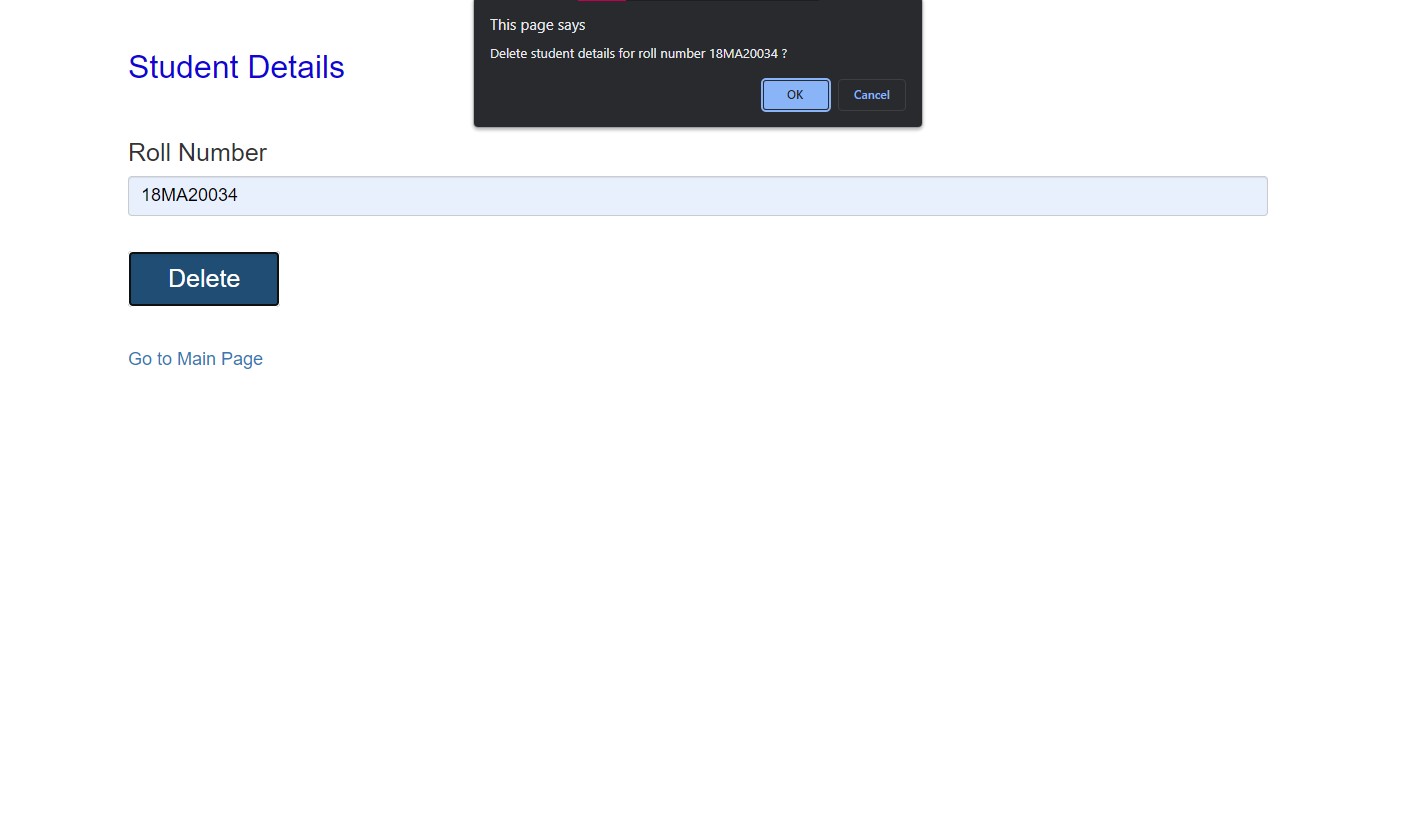 This page says
Delete student details for roll number 18MA20034 ?
OK Cancel
Student Details
Roll Number
18MA20034
Delete
Go to Main Page